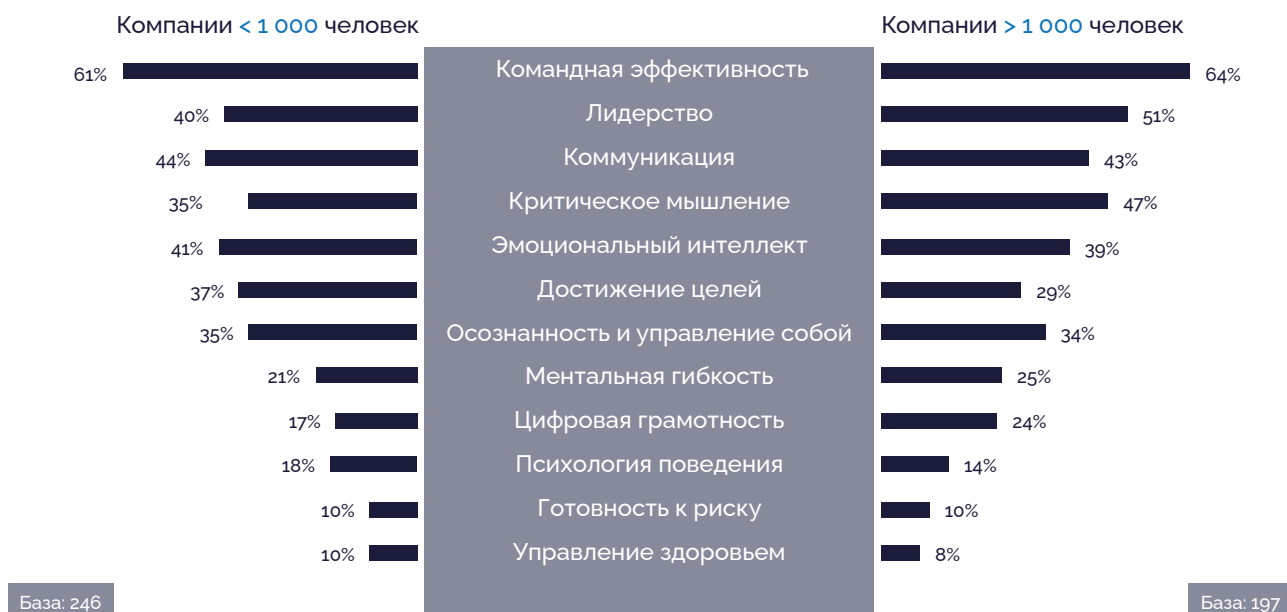 Компании < 1 000 человек
Компании > 1 000 человек
61% Командная эффективность 64%
40% Лидерство 51%
44% Коммуникация 43%
35% Критическое мышление 47%
41% Эмоциональный интеллект 39%
37% Достижение целей 29%
35% Осознанность и управление собой 34%
21% Ментальная гибкость 25%
17% Цифровая грамотность 24%
18% Психология поведения 14%
10% Готовность к риску 10%
10% Управление здоровьем 8%
База: 246
База: 197